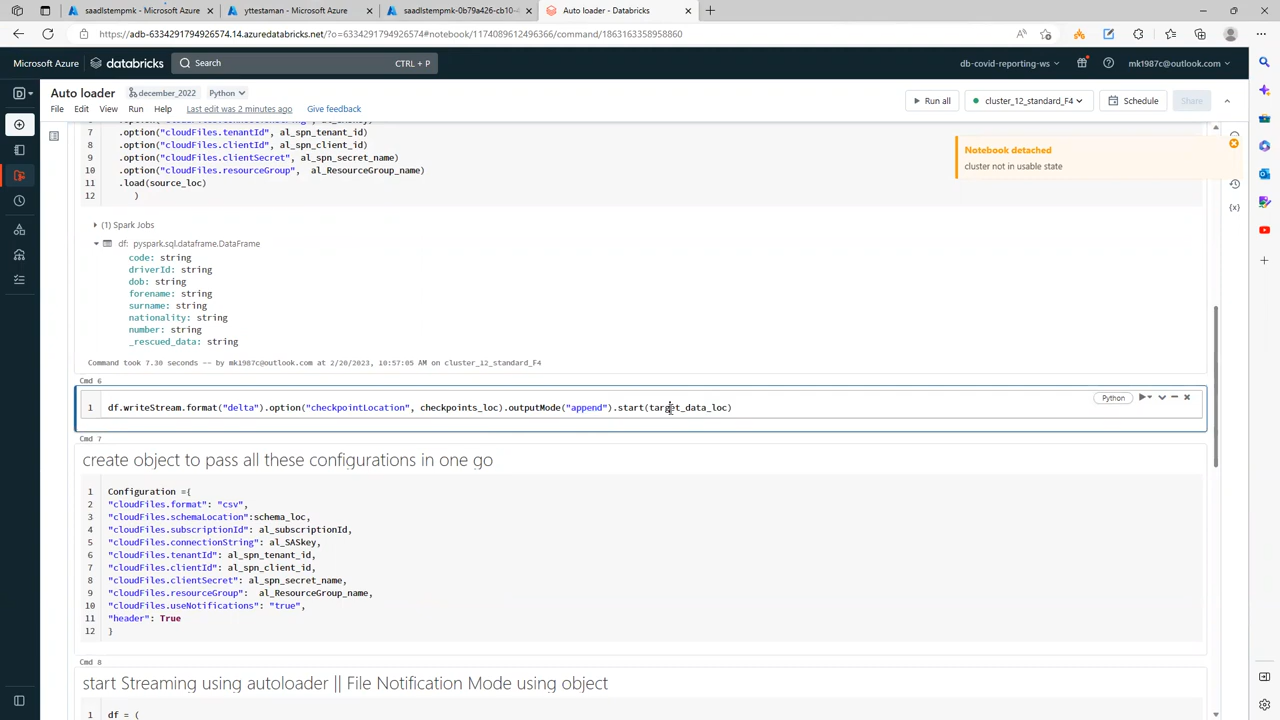 saadlstempmk - Microsoft Azure
yttestaman - Microsoft Azure
saadlstempmk-0b79a426-cb10-4
Auto loader - Databricks
https://adb-6334291794926574.14.azuredatabricks.net/?o=6334291794926574#notebook/1174089612496366/command/1863163358958860
Microsoft Azure
databricks
Search
CTRL + P
db-covid-reporting-ws
mk1987c@outlook.com
Auto loader
december_2022
Python
File
Edit
View
Run
Help
Last edit was 2 minutes ago
Give feedback
Run all
cluster_12_standard_F4
Schedule
Share
Notebook detached
cluster not in usable state
7 .option("cloudFiles.tenantId", al_spn_tenant_id)
8 .option("cloudFiles.clientId", al_spn_client_id)
9 .option("cloudFiles.clientSecret", al_spn_secret_name)
10 .option("cloudFiles.resourceGroup", al_ResourceGroup_name)
11 .load(source_loc)
12 )
(1) Spark Jobs
df: pyspark.sql.dataframe.DataFrame
code: string
driverId: string
dob: string
forename: string
surname: string
nationality: string
number: string
_rescued_data: string
Command took 7.30 seconds -- by mk1987c@outlook.com at 2/20/2023, 10:57:05 AM on cluster_12_standard_F4
Cmd 6
Python
1 df.writeStream.format("delta").option("checkpointLocation", checkpoints_loc).outputMode("append").start(target_data_loc)
Cmd 7
create object to pass all these configurations in one go
1 Configuration ={
2 "cloudFiles.format": "csv",
3 "cloudFiles.schemaLocation":schema_loc,
4 "cloudFiles.subscriptionId": al_subscriptionId,
5 "cloudFiles.connectionString": al_SASkey,
6 "cloudFiles.tenantId": al_spn_tenant_id,
7 "cloudFiles.clientId": al_spn_client_id,
8 "cloudFiles.clientSecret": al_spn_secret_name,
9 "cloudFiles.resourceGroup": al_ResourceGroup_name,
10 "cloudFiles.useNotifications": "true",
11 "header": True
12 }
Cmd 8
start Streaming using autoloader || File Notification Mode using object
1 df = (